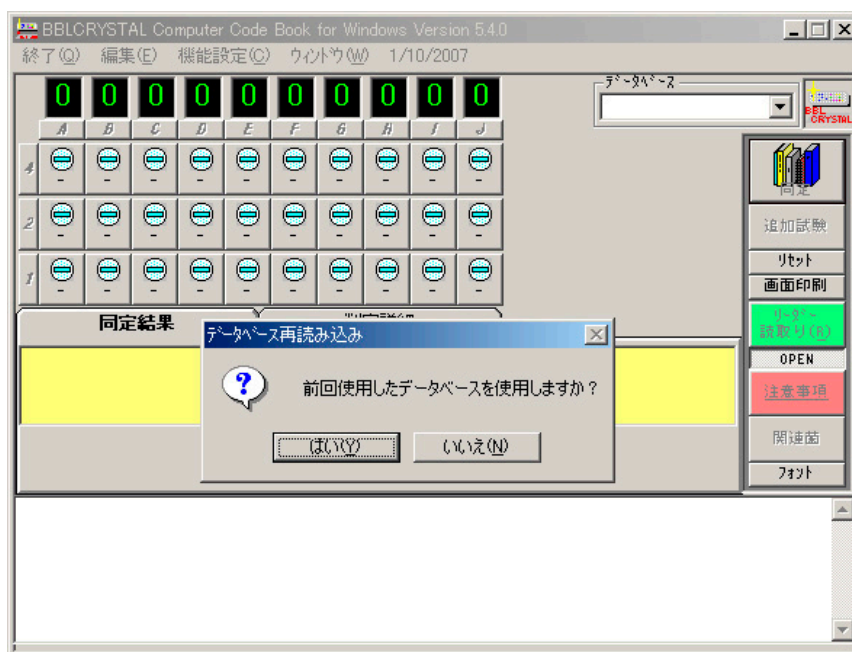 BBLCRYSTAL Computer Code Book for Windows Version 5.4.0
終了(Q) 編集(E) 機能設定(C) ウィンドウ(W) 1/10/2007
0 0 0 0 0 0 0 0 0 0
A B C D E F G H I J
データベース
BBL
CRYSTAL
4
- - - - - - - - - -
2
- - - - - - - - - -
1
- - - - - - - - - -
同定
追加試験
リセット
画面印刷
リーダー
読取り(R)
OPEN
注意事項
関連菌
フォント
同定結果
データベース再読み込み
前回使用したデータベースを使用しますか?
はい(Y) いいえ(N)